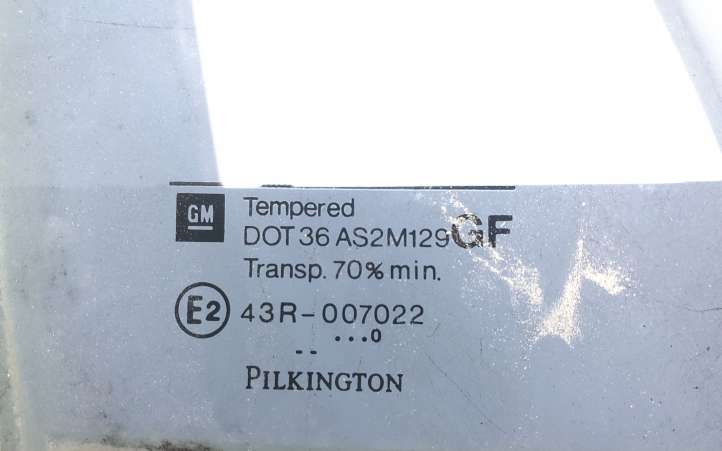 GM Tempered
DOT 36 AS2M129 GF
Transp. 70% min.
E2 43R-007022
...0
--
PILKINGTON